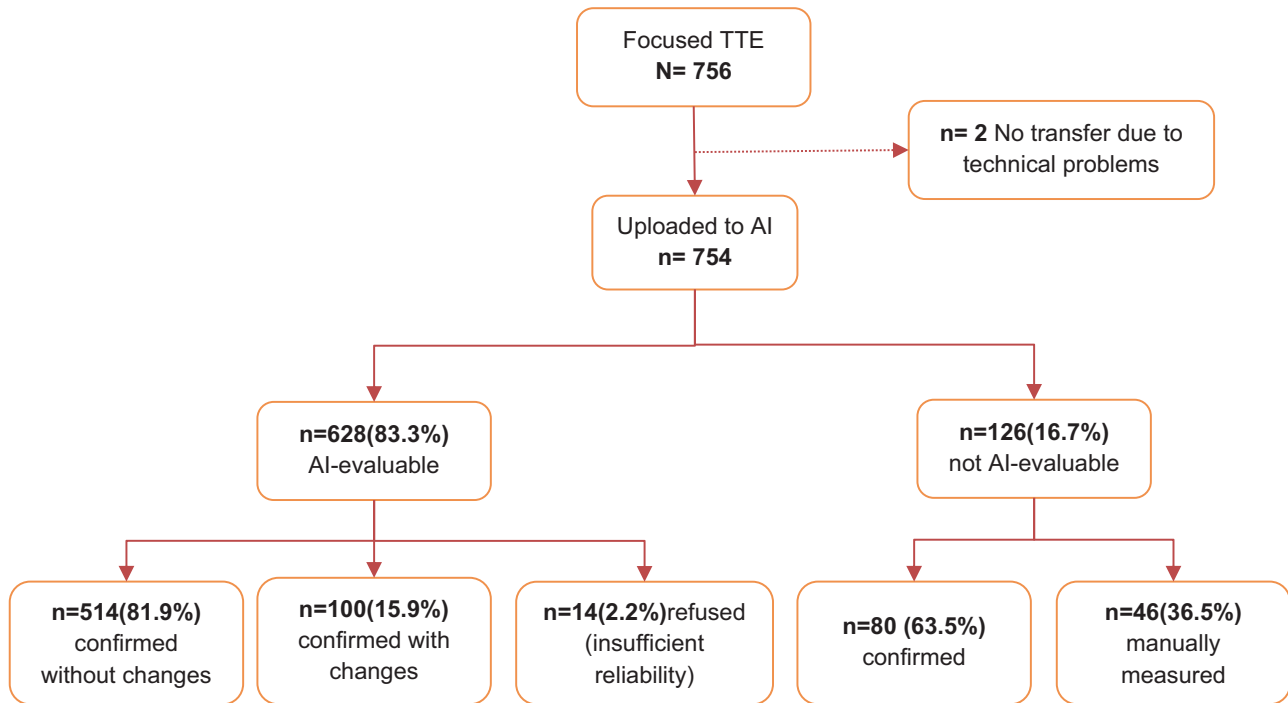 Focused TTE
N= 756
n= 2 No transfer due to
technical problems
Uploaded to AI
n= 754
n=628(83.3%)
AI-evaluable
n=126(16.7%)
not AI-evaluable
n=514(81.9%)
confirmed
without changes
n=100(15.9%)
confirmed with
changes
n=14(2.2%)refused
(insufficient
reliability)
n=80 (63.5%)
confirmed
n=46(36.5%)
manually
measured